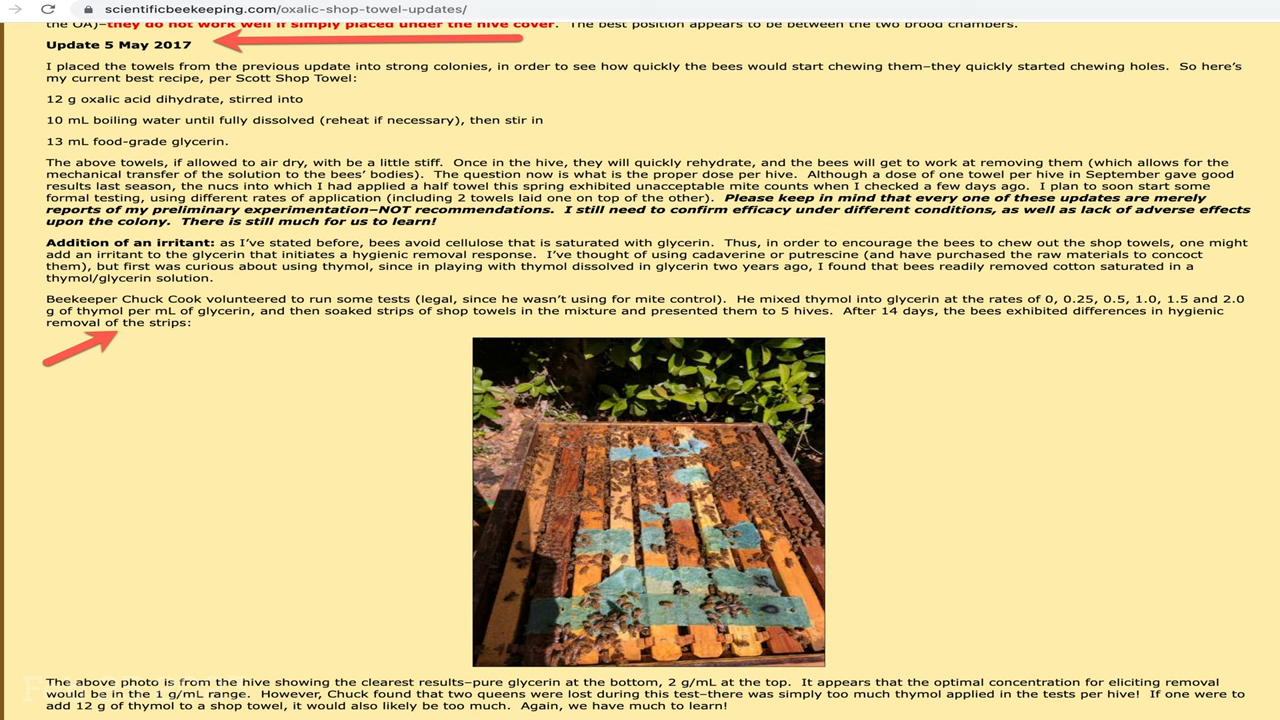 scientificbeekeeping.com/oxalic-shop-towel-updates/
the OA)–they do not work well if simply placed under the hive cover. The best position appears to be between the two brood chambers.
Update 5 May 2017
I placed the towels from the previous update into strong colonies, in order to see how quickly the bees would start chewing them–they quickly started chewing holes. So here's
my current best recipe, per Scott Shop Towel:
12 g oxalic acid dihydrate, stirred into
10 mL boiling water until fully dissolved (reheat if necessary), then stir in
13 mL food-grade glycerin.
The above towels, if allowed to air dry, with be a little stiff. Once in the hive, they will quickly rehydrate, and the bees will get to work at removing them (which allows for the
mechanical transfer of the solution to the bees' bodies). The question now is what is the proper dose per hive. Although a dose of one towel per hive in September gave good
results last season, the nucs into which I had applied a half towel this spring exhibited unacceptable mite counts when I checked a few days ago. I plan to soon start some
formal testing, using different rates of application (including 2 towels laid one on top of the other). Please keep in mind that every one of these updates are merely
reports of my preliminary experimentation–NOT recommendations. I still need to confirm efficacy under different conditions, as well as lack of adverse effects
upon the colony. There is still much for us to learn!
Addition of an irritant: as I've stated before, bees avoid cellulose that is saturated with glycerin. Thus, in order to encourage the bees to chew out the shop towels, one might
add an irritant to the glycerin that initiates a hygienic removal response. I've thought of using cadaverine or putrescine (and have purchased the raw materials to concoct
them), but first was curious about using thymol, since in playing with thymol dissolved in glycerin two years ago, I found that bees readily removed cotton saturated in a
thymol/glycerin solution.
Beekeeper Chuck Cook volunteered to run some tests (legal, since he wasn't using for mite control). He mixed thymol into glycerin at the rates of 0, 0.25, 0.5, 1.0, 1.5 and 2.0
g of thymol per mL of glycerin, and then soaked strips of shop towels in the mixture and presented them to 5 hives. After 14 days, the bees exhibited differences in hygienic
removal of the strips:
The above photo is from the hive showing the clearest results–pure glycerin at the bottom, 2 g/mL at the top. It appears that the optimal concentration for eliciting removal
would be in the 1 g/mL range. However, Chuck found that two queens were lost during this test–there was simply too much thymol applied in the tests per hive! If one were to
add 12 g of thymol to a shop towel, it would also likely be too much. Again, we have much to learn!